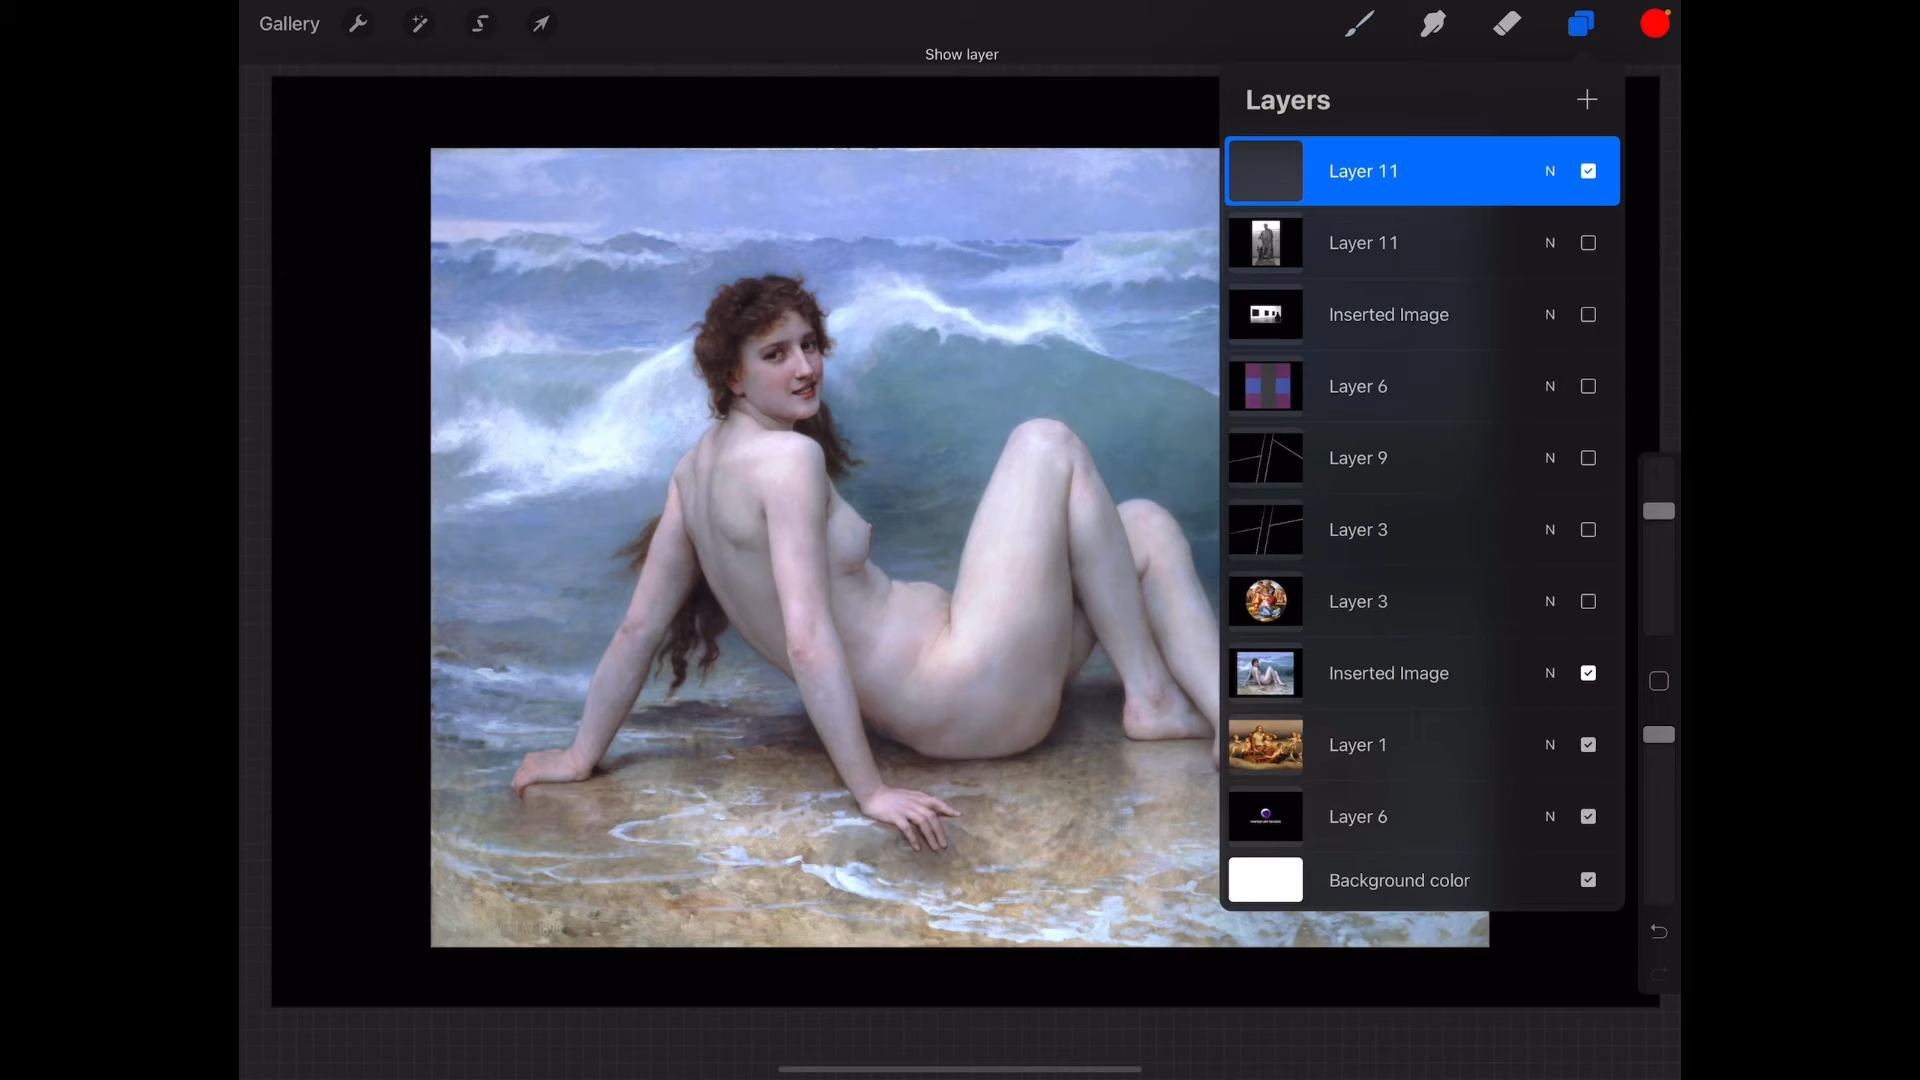 Gallery
Show layer
Layers
Layer 11 N
Layer 11 N
Inserted Image N
Layer 6 N
Layer 9 N
Layer 3 N
Layer 3 N
Inserted Image N
Layer 1 N
Layer 6 N
Background color